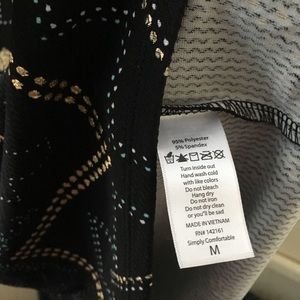 95% Polyester
5% Spandex
Turn inside out
Hand wash cold
with like colors
Do not bleach
Hang dry
Do not iron
Do not dry clean
or you'll be sad
MADE IN VIETNAM
RN# 142161
Simply Comfortable
M